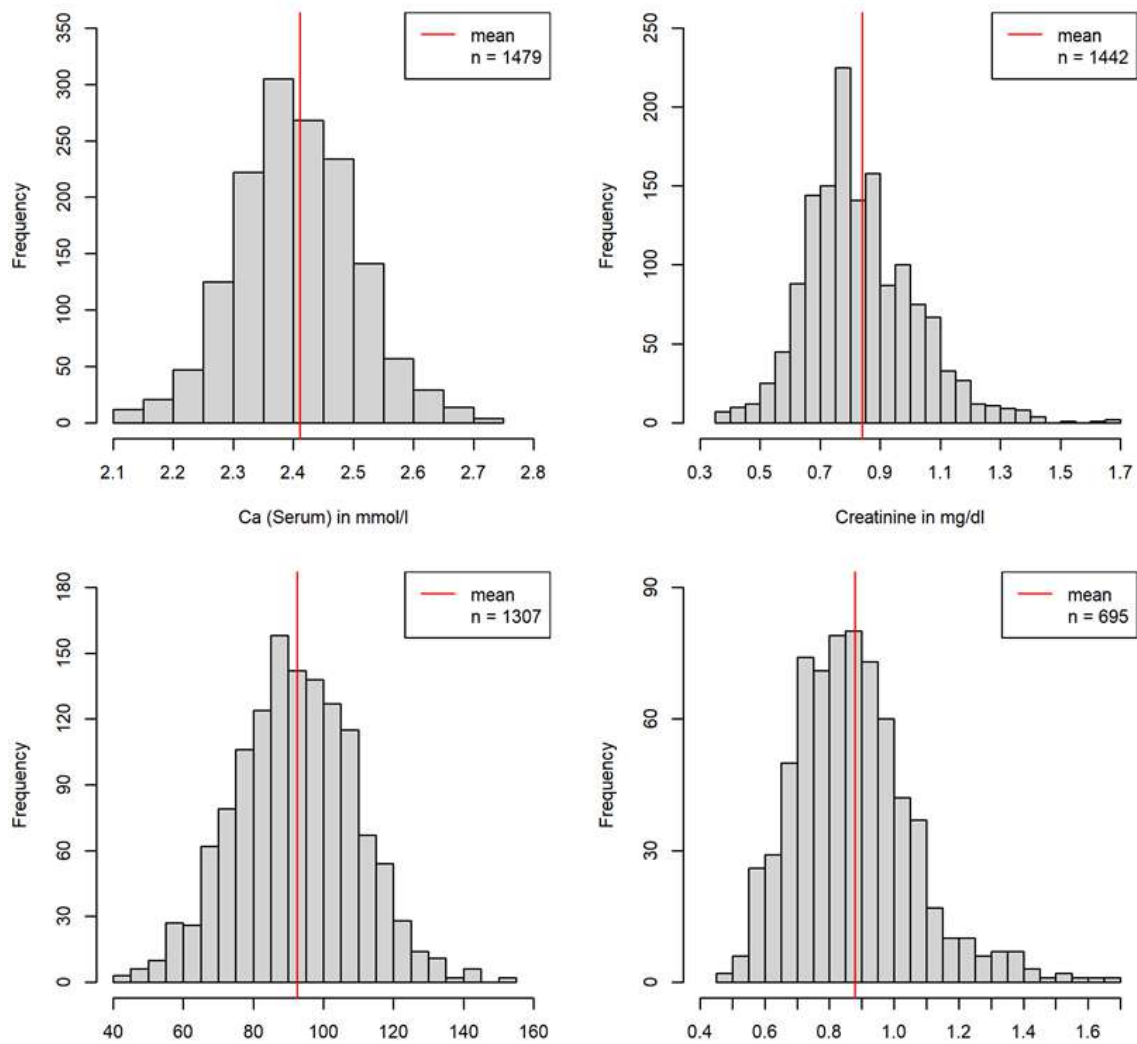 mean
n = 1479
Frequency
350
300
250
200
150
100
50
0
2.1 2.2 2.3 2.4 2.5 2.6 2.7 2.8
Ca (Serum) in mmol/l
mean
n = 1442
Frequency
250
200
150
100
50
0
0.3 0.5 0.7 0.9 1.1 1.3 1.5 1.7
Creatinine in mg/dl
mean
n = 1307
Frequency
180
150
120
90
60
30
0
40 60 80 100 120 140 160
mean
n = 695
Frequency
90
60
30
0
0.4 0.6 0.8 1.0 1.2 1.4 1.6